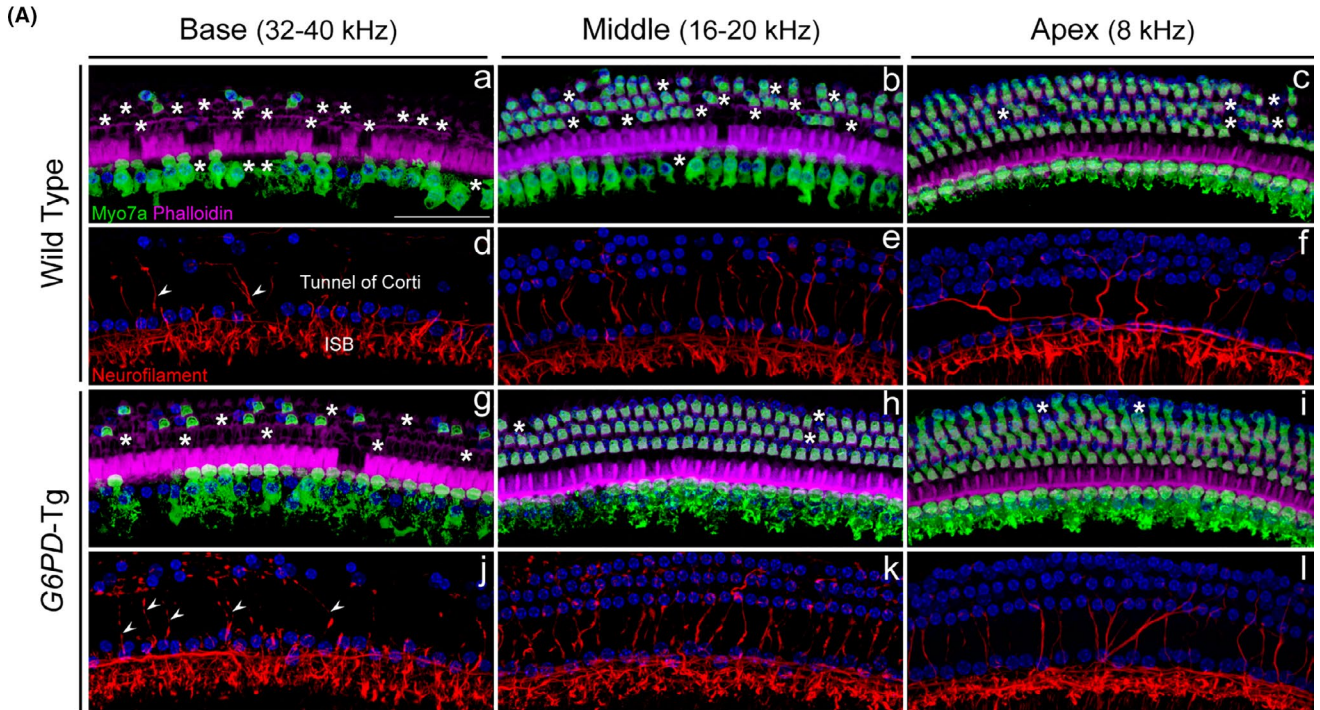 (A)
Base (32-40 kHz)
Middle (16-20 kHz)
Apex (8 kHz)
Wild Type
a
b
c
Myo7a Phalloidin
d
e
f
Tunnel of Corti
ISB
Neurofilament
G6PD-Tg
g
h
i
j
k
l